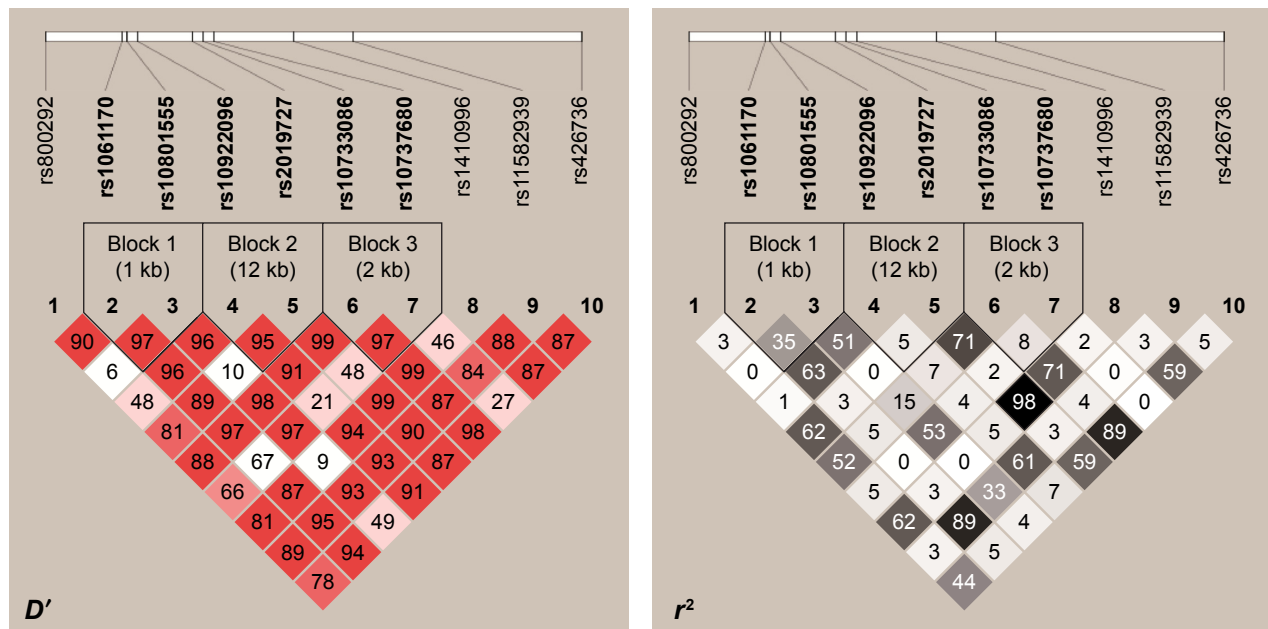 rs800292
rs1061170
rs10801555
rs10922096
rs2019727
rs10733086
rs10737680
rs1410996
rs11582939
rs426736
Block 1 Block 2 Block 3
(1 kb) (12 kb) (2 kb)
1 2 3 4 5 6 7 8 9 10
90 97 96 95 99 97 46 88 87
6 96 10 91 48 99 84 87
48 89 98 21 99 87 27
81 97 97 94 90 98
88 67 9 93 87
66 87 93 91
81 95 49
89 94
78
D′
rs800292
rs1061170
rs10801555
rs10922096
rs2019727
rs10733086
rs10737680
rs1410996
rs11582939
rs426736
Block 1 Block 2 Block 3
(1 kb) (12 kb) (2 kb)
1 2 3 4 5 6 7 8 9 10
3 35 51 5 71 8 2 3 5
0 63 0 7 2 71 0 59
1 3 15 4 98 4 0
62 5 53 5 3 89
52 0 0 61 59
5 3 33 7
62 89 4
3 5
44
r²